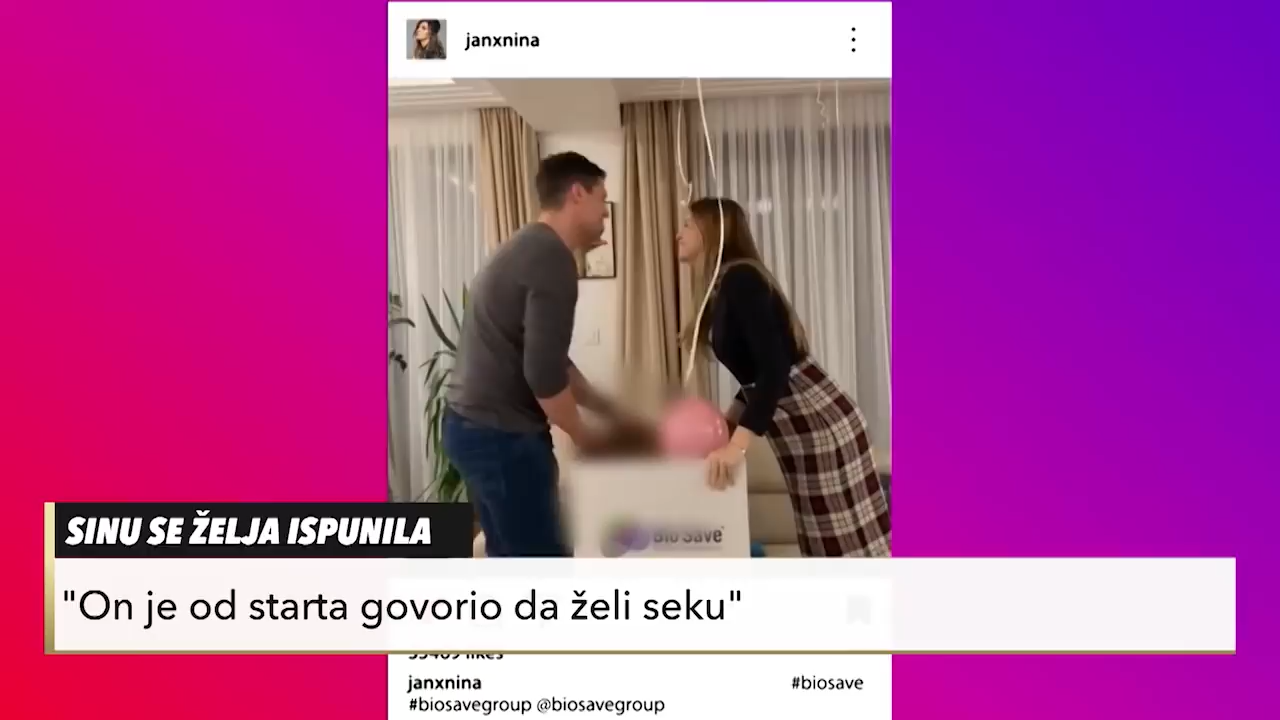 janxnina
Bio Save
SINU SE ŽELJA ISPUNILA
"On je od starta govorio da želi seku"
likes
janxnina #biosave
#biosavegroup @biosavegroup